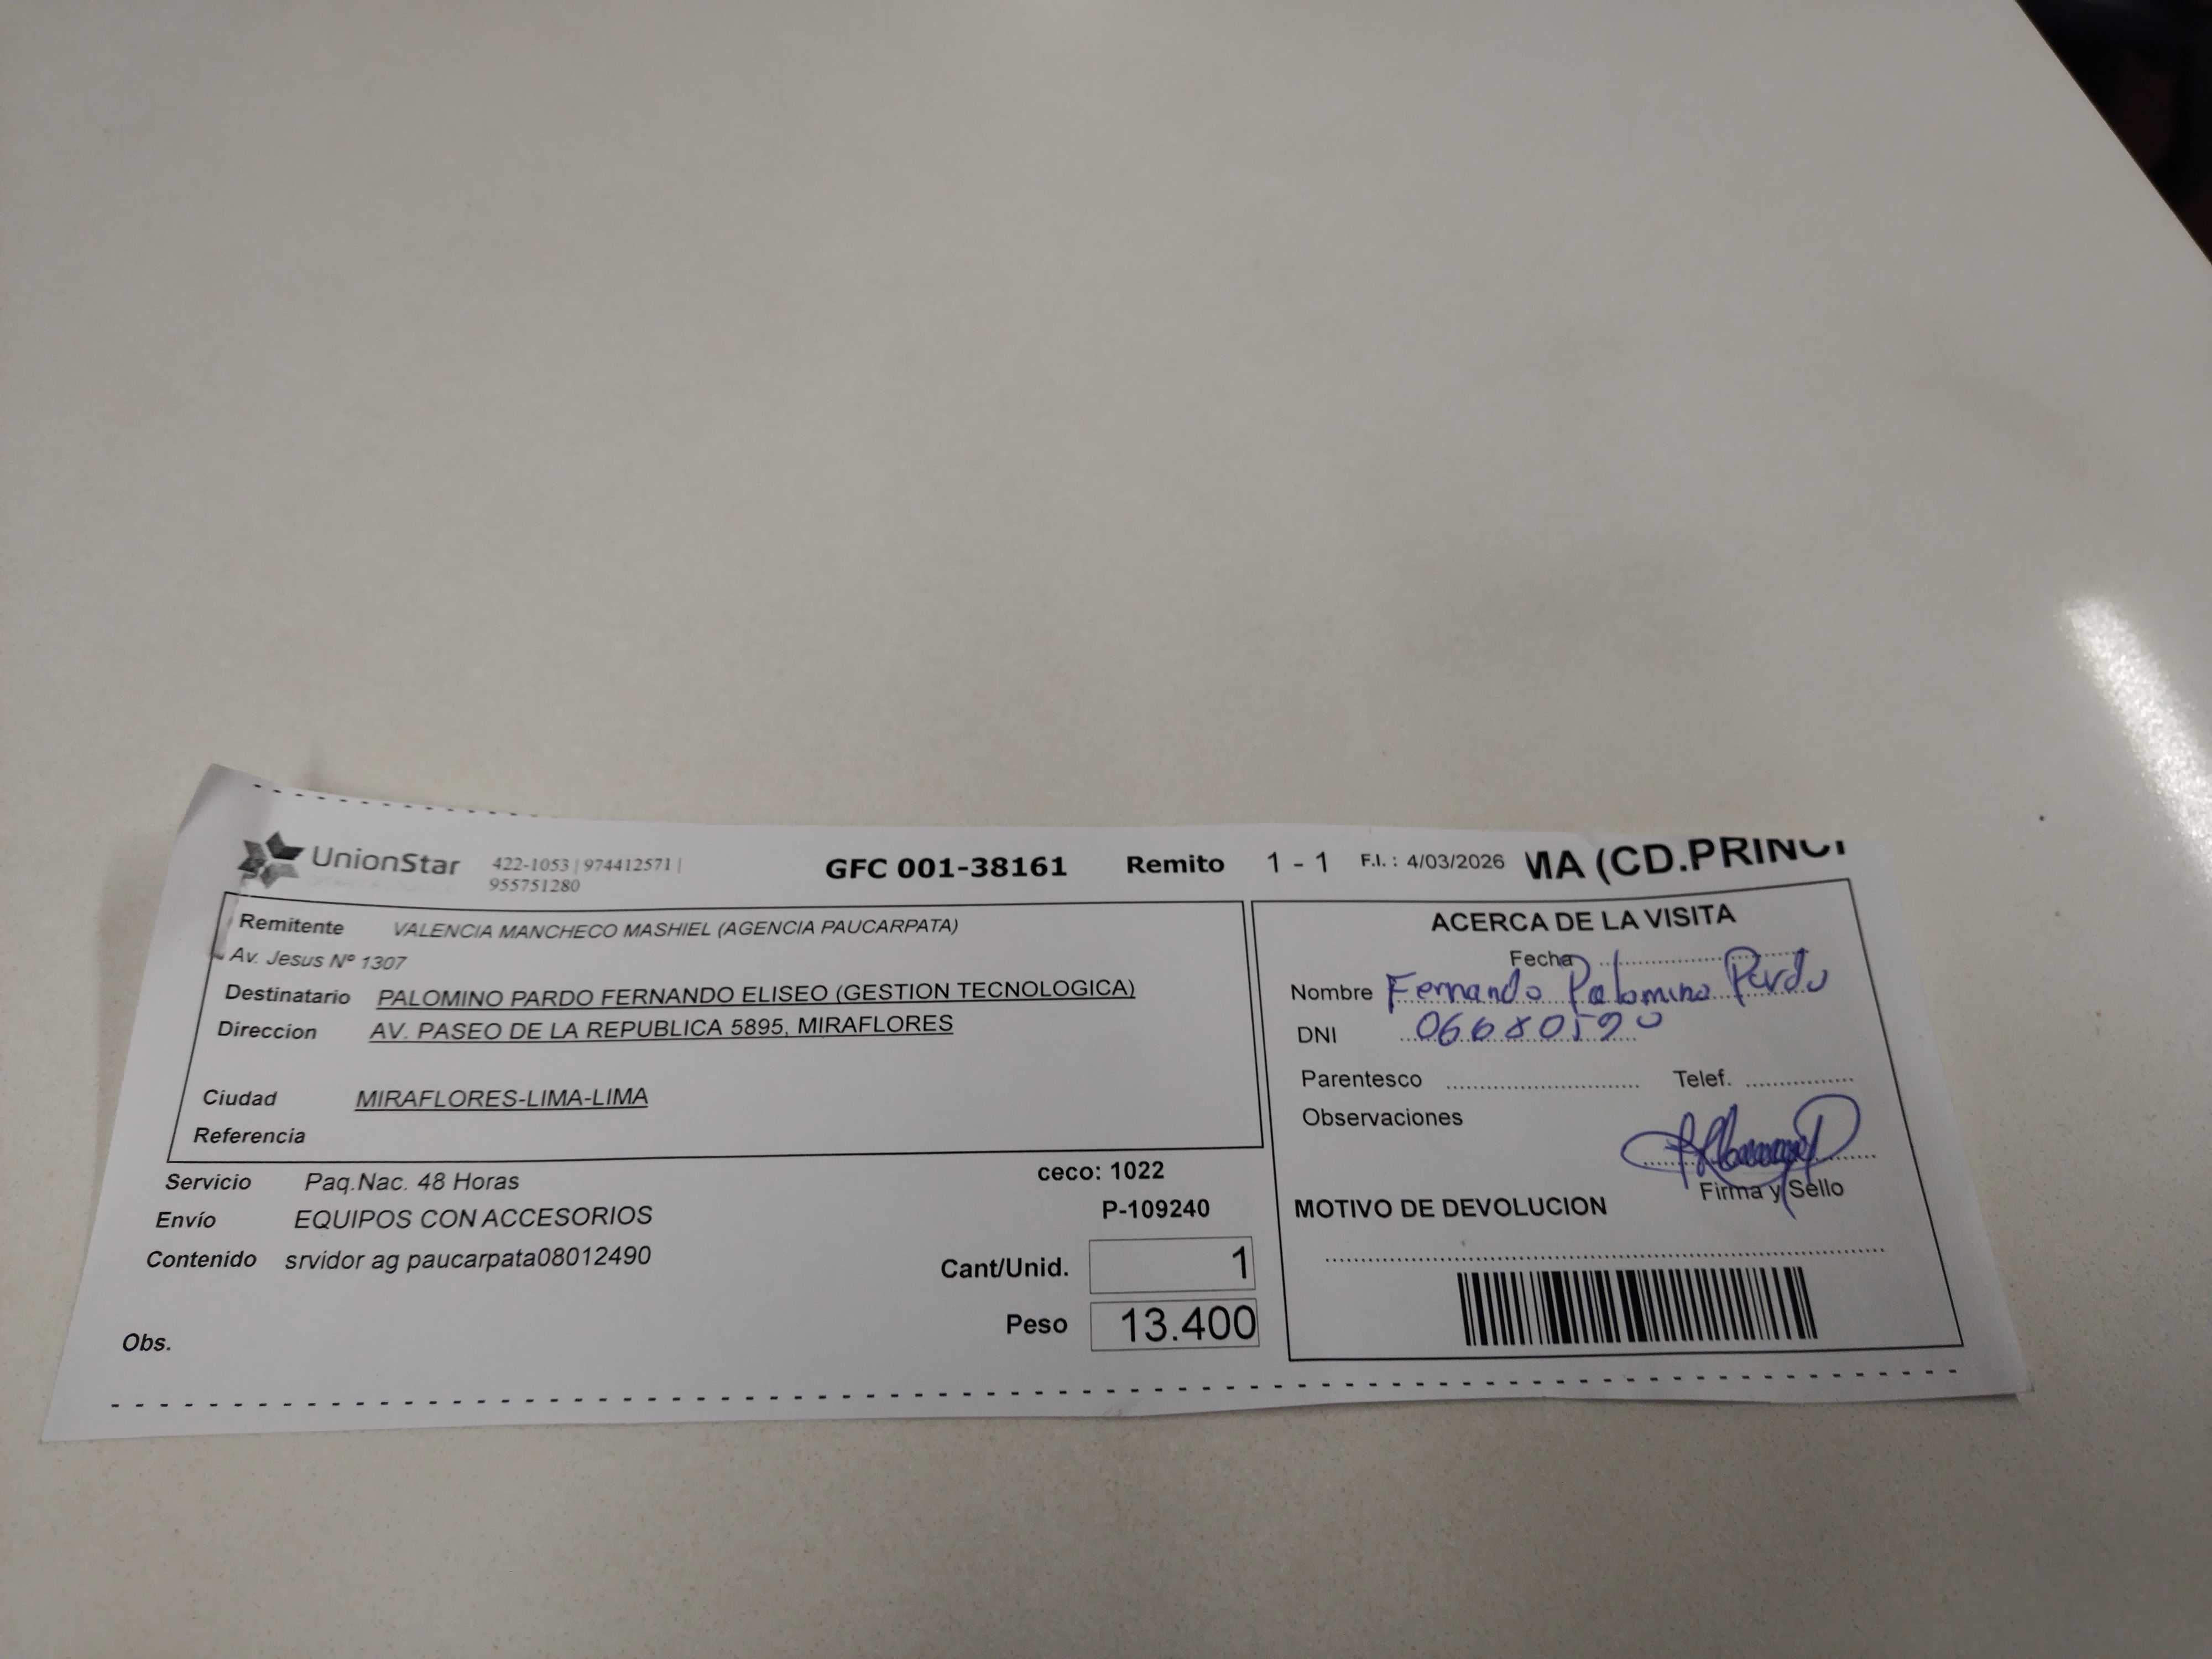 UnionStar 422-1053 | 974412571 | 955751280 GFC 001-38161 Remito 1 - 1 F.I.: 4/03/2026 MA (CD.PRINCI
Remitente VALENCIA MANCHECO MASHIEL (AGENCIA PAUCARPATA)
Av. Jesus Nº 1307
Destinatario PALOMINO PARDO FERNANDO ELISEO (GESTION TECNOLOGICA)
Direccion AV. PASEO DE LA REPUBLICA 5895, MIRAFLORES
Ciudad MIRAFLORES-LIMA-LIMA
Referencia
Servicio Paq.Nac. 48 Horas
ceco: 1022
Envío EQUIPOS CON ACCESORIOS
P-109240
Contenido srvidor ag paucarpata08012490
Cant/Unid. 1
Peso 13.400
Obs.
ACERCA DE LA VISITA
Fecha
Nombre Fernando Palomino Pardo
DNI 06680590
Parentesco Telef.
Observaciones
Firma y Sello
MOTIVO DE DEVOLUCION